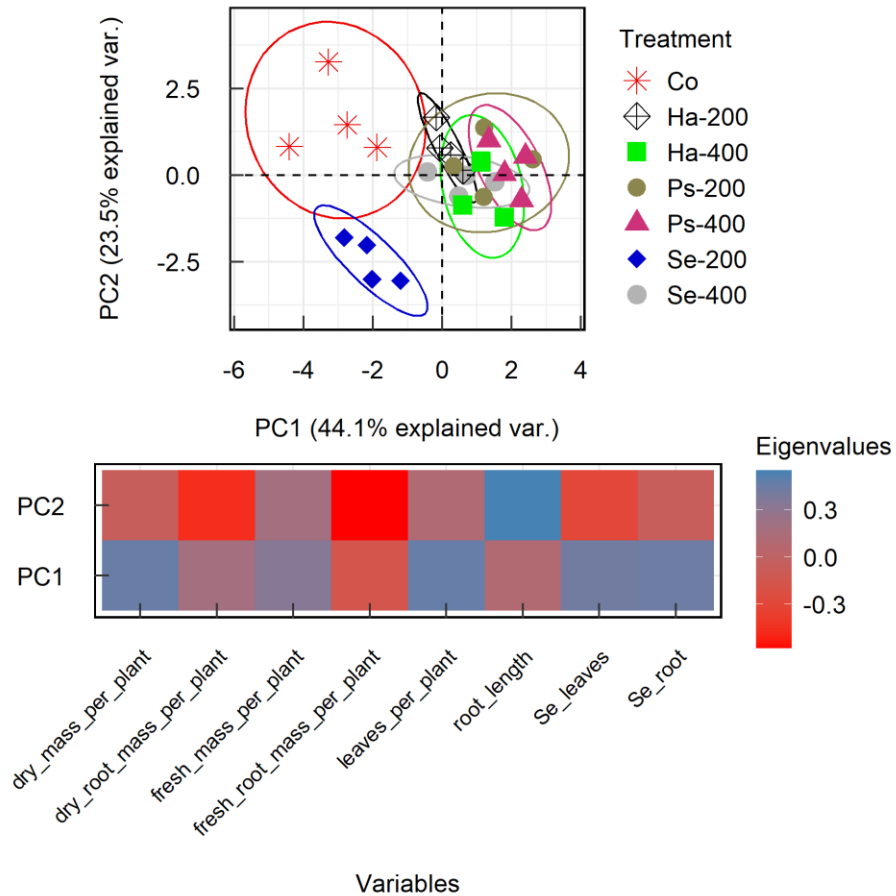 PC2 (23.5% explained var.)
2.5
0.0
-2.5
-6
-4
-2
0
2
4
PC1 (44.1% explained var.)
Treatment
Co
Ha-200
Ha-400
Ps-200
Ps-400
Se-200
Se-400
PC2
PC1
dry_mass_per_plant
dry_root_mass_per_plant
fresh_mass_per_plant
fresh_root_mass_per_plant
leaves_per_plant
root_length
Se_leaves
Se_root
Variables
Eigenvalues
0.3
0.0
-0.3